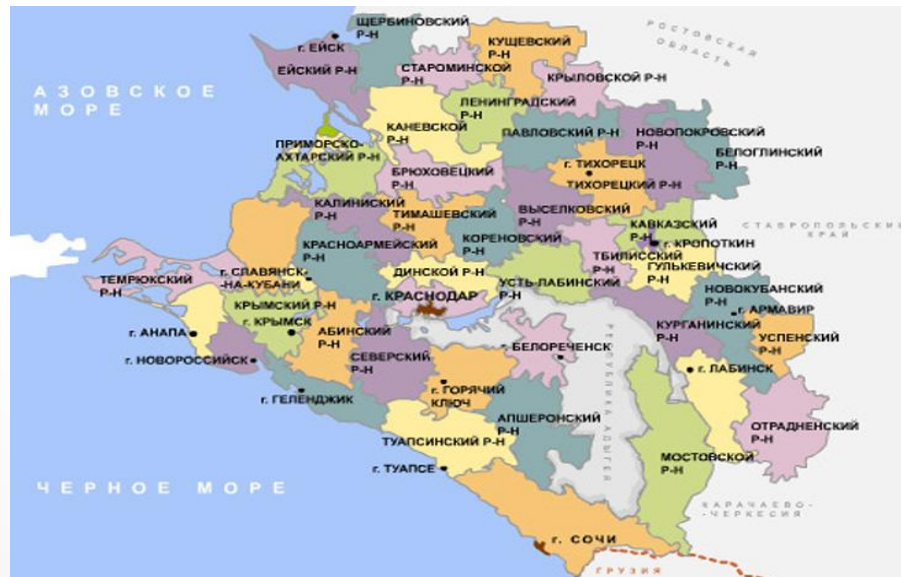 ЩЕРБИНОВСКИЙ
Р-Н
г. ЕЙСК
ЕЙСКИЙ Р-Н
КУЩЕВСКИЙ
Р-Н
РОСТОВСКАЯ
ОБЛАСТЬ
СТАРОМИНСКОЙ
Р-Н
КРЫЛОВСКОЙ Р-Н
АЗОВСКОЕ
МОРЕ
ЛЕНИНГРАДСКИЙ
Р-Н
КАНЕВСКОЙ
Р-Н
ПАВЛОВСКИЙ Р-Н
НОВОПОКРОВСКИЙ
Р-Н
БЕЛОГЛИНСКИЙ
Р-Н
ПРИМОРСКО-
АХТАРСКИЙ Р-Н
г. ТИХОРЕЦК
ТИХОРЕЦКИЙ Р-Н
БРЮХОВЕЦКИЙ
Р-Н
КАЛИНИСКИЙ
Р-Н
ТИМАШЕВСКИЙ
Р-Н
ВЫСЕЛКОВСКИЙ
Р-Н
КАВКАЗСКИЙ
Р-Н
СТАВРОПОЛЬСКИЙ
КРАЙ
КРАСНОАРМЕЙСКИЙ
Р-Н
КОРЕНОВСКИЙ
Р-Н
г. КРОПОТКИН
ТБИЛИССКИЙ
Р-Н
ГУЛЬКЕВИЧСКИЙ
Р-Н
ТЕМРЮКСКИЙ
Р-Н
г. СЛАВЯНСК-
НА-КУБАНИ
ДИНСКОЙ Р-Н
УСТЬ-ЛАБИНСКИЙ
Р-Н
НОВОКУБАНСКИЙ
Р-Н
г. КРАСНОДАР
КРЫМСКИЙ Р-Н
г. КРЫМСК
г. АРМАВИР
г. АНАПА
АБИНСКИЙ
Р-Н
КУРГАНИНСКИЙ
Р-Н
УСПЕНСКИЙ
Р-Н
г. НОВОРОССИЙСК
СЕВЕРСКИЙ
Р-Н
г. БЕЛОРЕЧЕНСК
РЕСПУБЛИКА АДЫГЕЯ
г. ЛАБИНСК
г. ГЕЛЕНДЖИК
г. ГОРЯЧИЙ
КЛЮЧ
АПШЕРОНСКИЙ
Р-Н
ОТРАДНЕНСКИЙ
Р-Н
ТУАПСИНСКИЙ Р-Н
МОСТОВСКОЙ
Р-Н
г. ТУАПСЕ
ЧЕРНОЕ МОРЕ
КАРАЧАЕВО-
ЧЕРКЕСИЯ
г. СОЧИ
ГРУЗИЯ